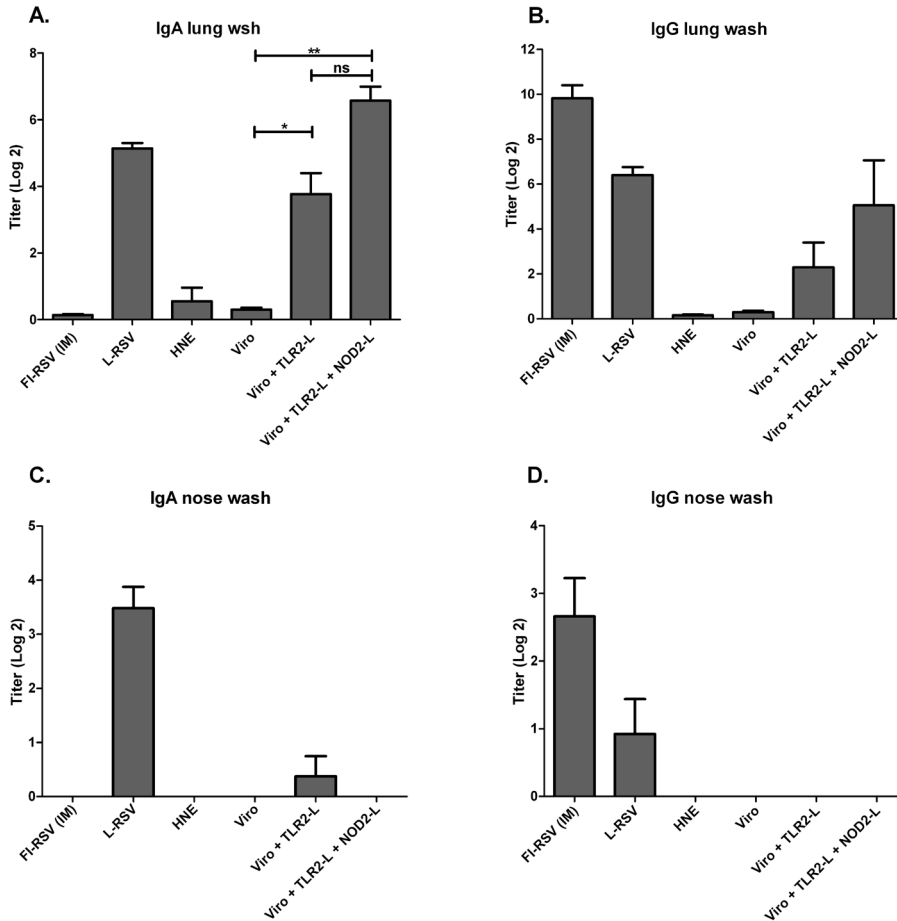 A.
IgA lung wsh
**
ns
*
Titer (Log 2)
8
6
4
2
0
FI-RSV (IM)
L-RSV
HNE
Viro
Viro + TLR2-L
Viro + TLR2-L + NOD2-L
B.
IgG lung wash
Titer (Log 2)
12
10
8
6
4
2
0
FI-RSV (IM)
L-RSV
HNE
Viro
Viro + TLR2-L
Viro + TLR2-L + NOD2-L
C.
IgA nose wash
Titer (Log 2)
5
4
3
2
1
0
FI-RSV (IM)
L-RSV
HNE
Viro
Viro + TLR2-L
Viro + TLR2-L + NOD2-L
D.
IgG nose wash
Titer (Log 2)
4
3
2
1
0
FI-RSV (IM)
L-RSV
HNE
Viro
Viro + TLR2-L
Viro + TLR2-L + NOD2-L